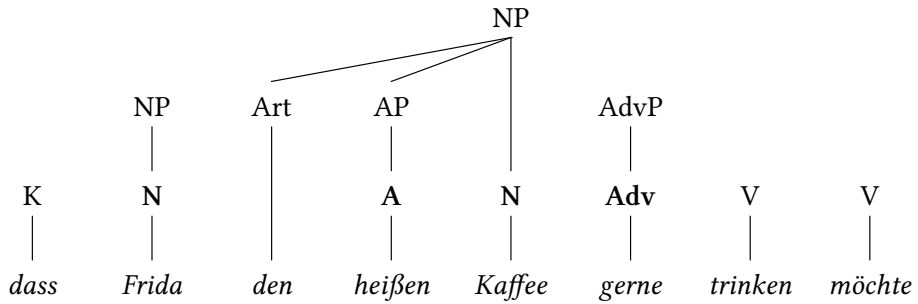 NP
NP Art AP AdvP
K N A N Adv V V
dass Frida den heißen Kaffee gerne trinken möchte